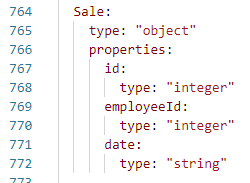 764 Sale:
765 type: "object"
766 properties:
767 id:
768 type: "integer"
769 employeeId:
770 type: "integer"
771 date:
772 type: "string"
773